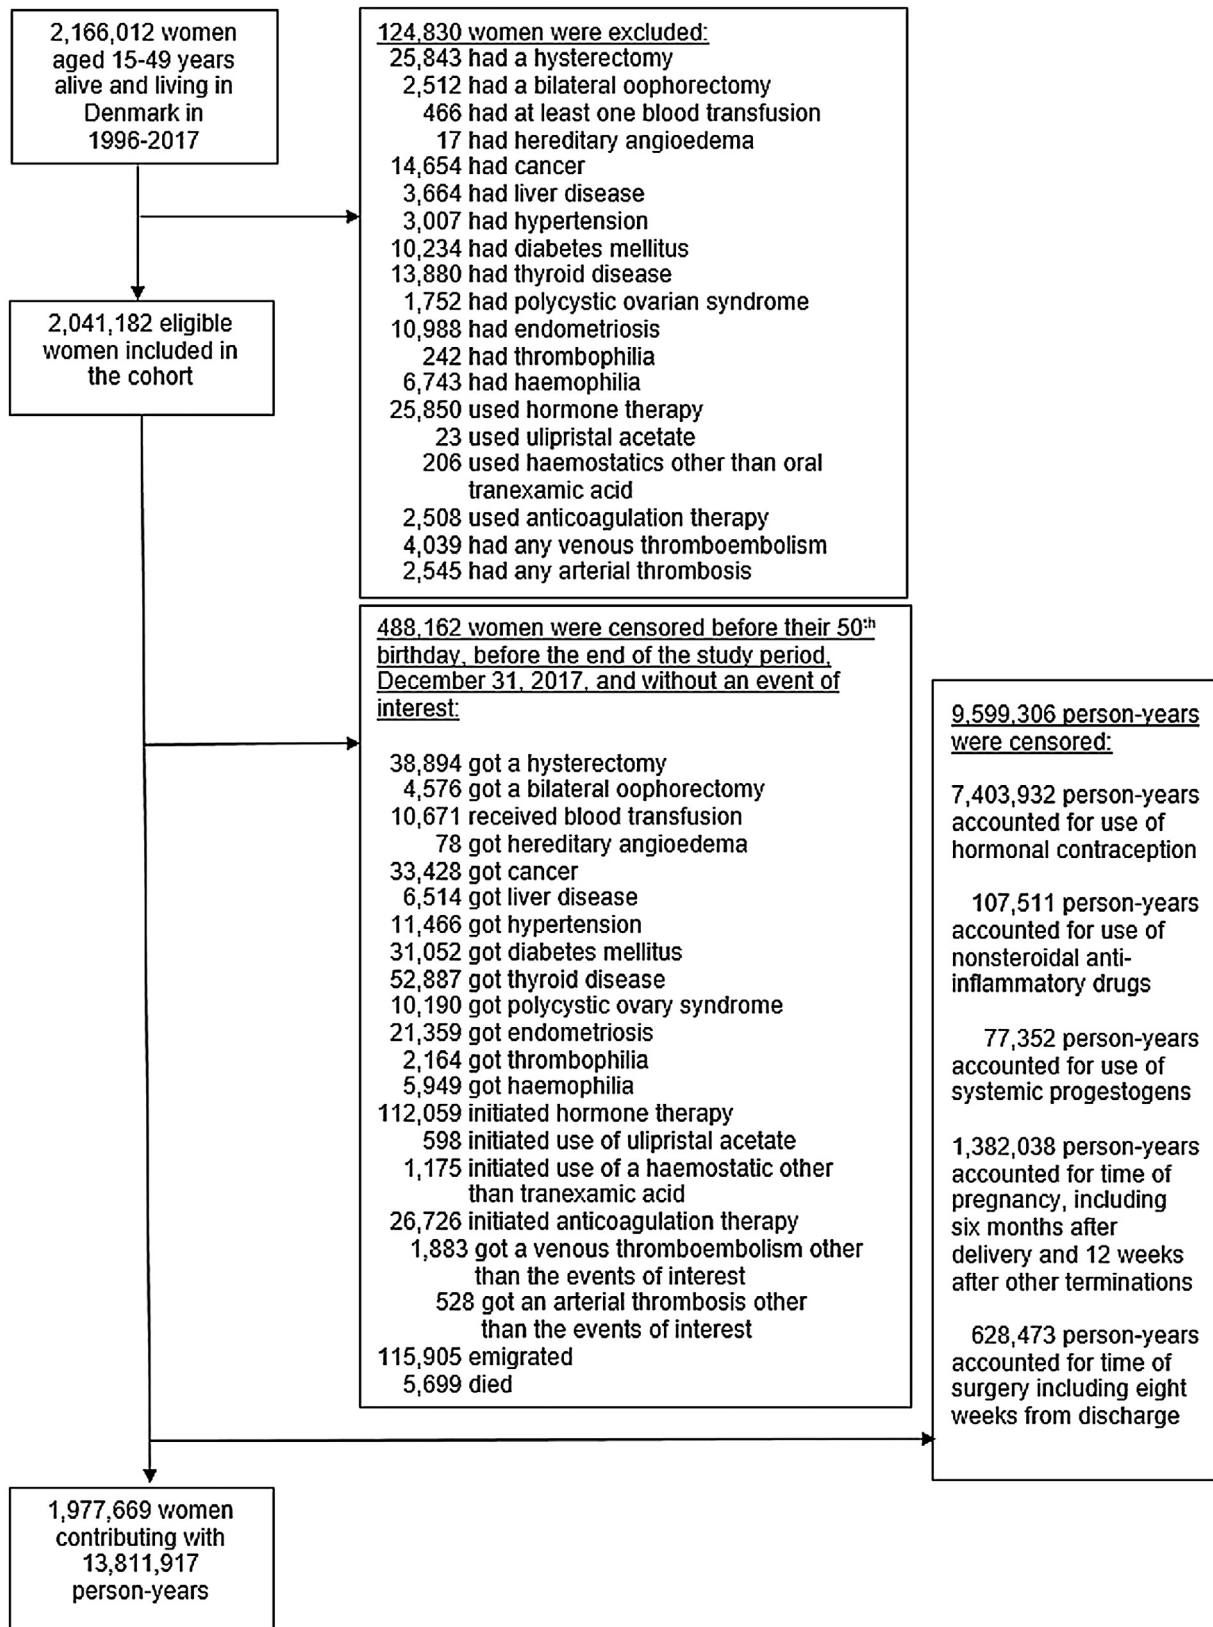 2,166,012 women
aged 15-49 years
alive and living in
Denmark in
1996-2017
124,830 women were excluded:
25,843 had a hysterectomy
2,512 had a bilateral oophorectomy
466 had at least one blood transfusion
17 had hereditary angioedema
14,654 had cancer
3,664 had liver disease
3,007 had hypertension
10,234 had diabetes mellitus
13,880 had thyroid disease
1,752 had polycystic ovarian syndrome
10,988 had endometriosis
242 had thrombophilia
6,743 had haemophilia
25,850 used hormone therapy
23 used ulipristal acetate
206 used haemostatics other than oral
tranexamic acid
2,508 used anticoagulation therapy
4,039 had any venous thromboembolism
2,545 had any arterial thrombosis
2,041,182 eligible
women included in
the cohort
488,162 women were censored before their 50th
birthday, before the end of the study period,
December 31, 2017, and without an event of
interest:
38,894 got a hysterectomy
4,576 got a bilateral oophorectomy
10,671 received blood transfusion
78 got hereditary angioedema
33,428 got cancer
6,514 got liver disease
11,466 got hypertension
31,052 got diabetes mellitus
52,887 got thyroid disease
10,190 got polycystic ovary syndrome
21,359 got endometriosis
2,164 got thrombophilia
5,949 got haemophilia
112,059 initiated hormone therapy
598 initiated use of ulipristal acetate
1,175 initiated use of a haemostatic other
than tranexamic acid
26,726 initiated anticoagulation therapy
1,883 got a venous thromboembolism other
than the events of interest
528 got an arterial thrombosis other
than the events of interest
115,905 emigrated
5,699 died
9,599,306 person-years
were censored:
7,403,932 person-years
accounted for use of
hormonal contraception
107,511 person-years
accounted for use of
nonsteroidal anti-
inflammatory drugs
77,352 person-years
accounted for use of
systemic progestogens
1,382,038 person-years
accounted for time of
pregnancy, including
six months after
delivery and 12 weeks
after other terminations
628,473 person-years
accounted for time of
surgery including eight
weeks from discharge
1,977,669 women
contributing with
13,811,917
person-years